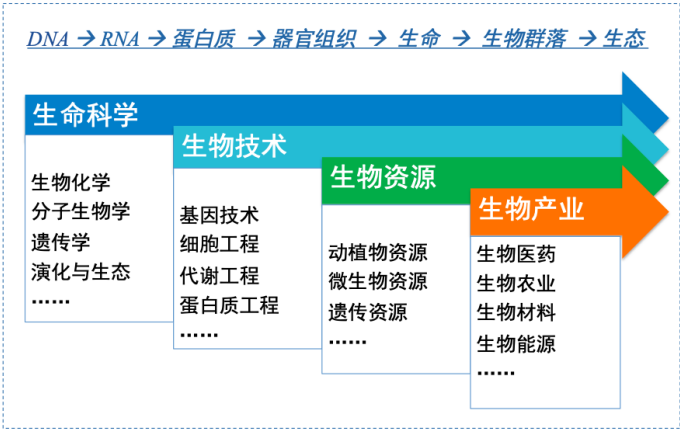 DNA → RNA → 蛋白质 → 器官组织 → 生命 → 生物群落 → 生态
生命科学
生物化学
分子生物学
遗传学
演化与生态
……
生物技术
基因技术
细胞工程
代谢工程
蛋白质工程
……
生物资源
动植物资源
微生物资源
遗传资源
……
生物产业
生物医药
生物农业
生物材料
生物能源
……